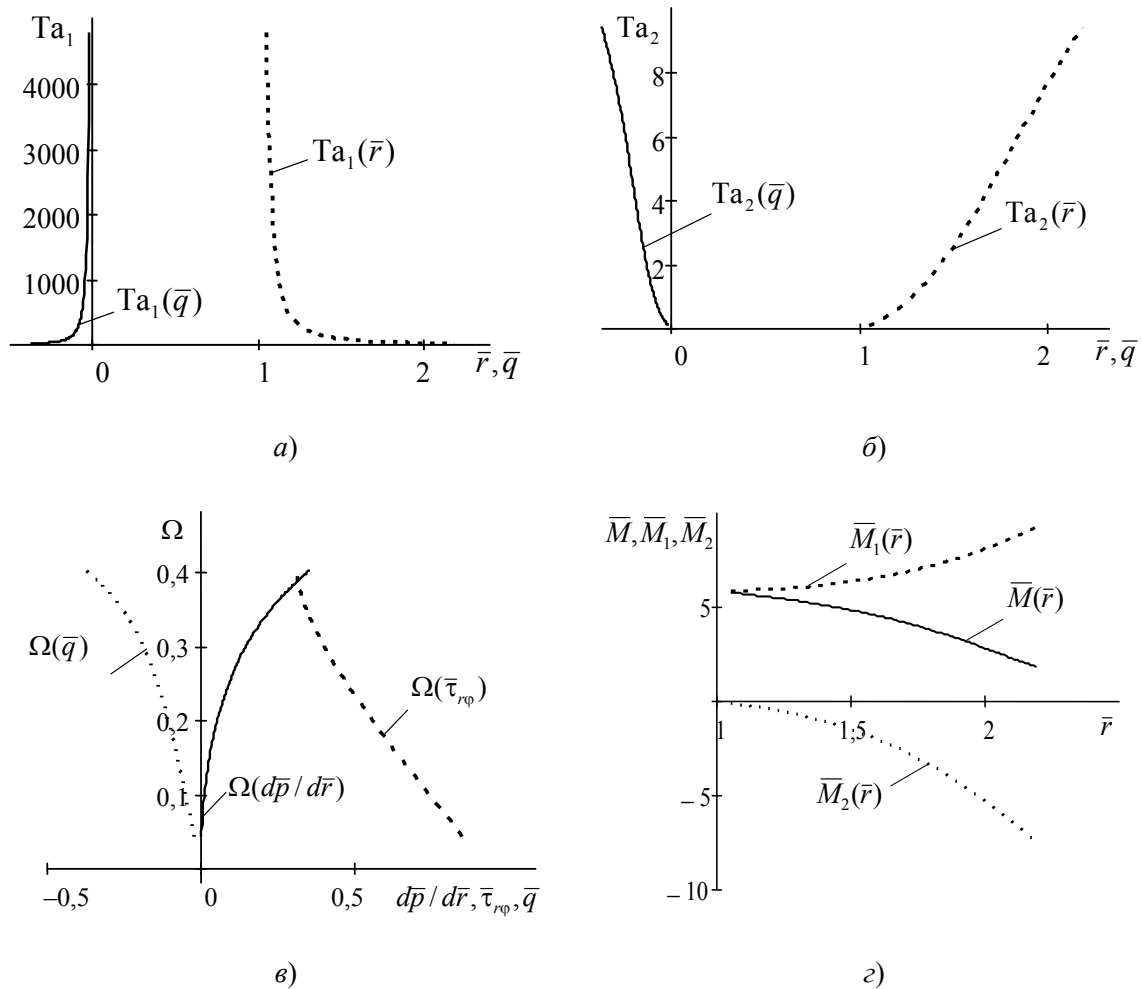 Ta₁
4000
3000
2000
1000
Ta₁(r̅)
Ta₁(q̅)
0
1
2
r̅, q̅
а)
Ta₂
8
6
4
2
Ta₂(q̅)
Ta₂(r̅)
0
1
2
r̅, q̅
б)
Ω
0,4
0,3
0,2
0,1
Ω(q̅)
Ω(τ̅rφ)
Ω(dp̅/dr̅)
–0,5
0
0,5
dp̅/dr̅, τ̅rφ, q̅
в)
M̅, M̅₁, M̅₂
M̅₁(r̅)
M̅(r̅)
5
1
1,5
2
r̅
– 5
M̅₂(r̅)
– 10
г)